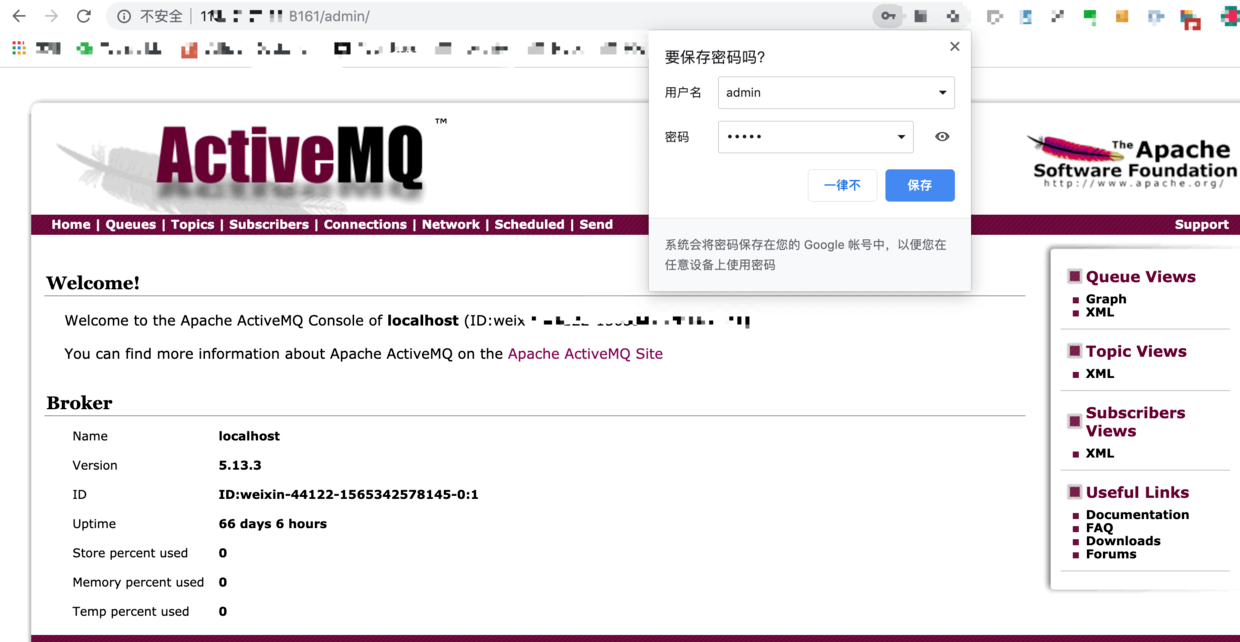 不安全
B161/admin/
要保存密码吗?
用户名
admin
密码
•••••
一律不
保存
系统会将密码保存在您的 Google 帐号中，以便您在
任意设备上使用密码
ActiveMQ™
The Apache
Software Foundation
http://www.apache.org/
Home | Queues | Topics | Subscribers | Connections | Network | Scheduled | Send
Support
Welcome!
Welcome to the Apache ActiveMQ Console of localhost (ID:weix
You can find more information about Apache ActiveMQ on the Apache ActiveMQ Site
Broker
Name localhost
Version 5.13.3
ID ID:weixin-44122-1565342578145-0:1
Uptime 66 days 6 hours
Store percent used 0
Memory percent used 0
Temp percent used 0
Queue Views
Graph
XML
Topic Views
XML
Subscribers
Views
XML
Useful Links
Documentation
FAQ
Downloads
Forums